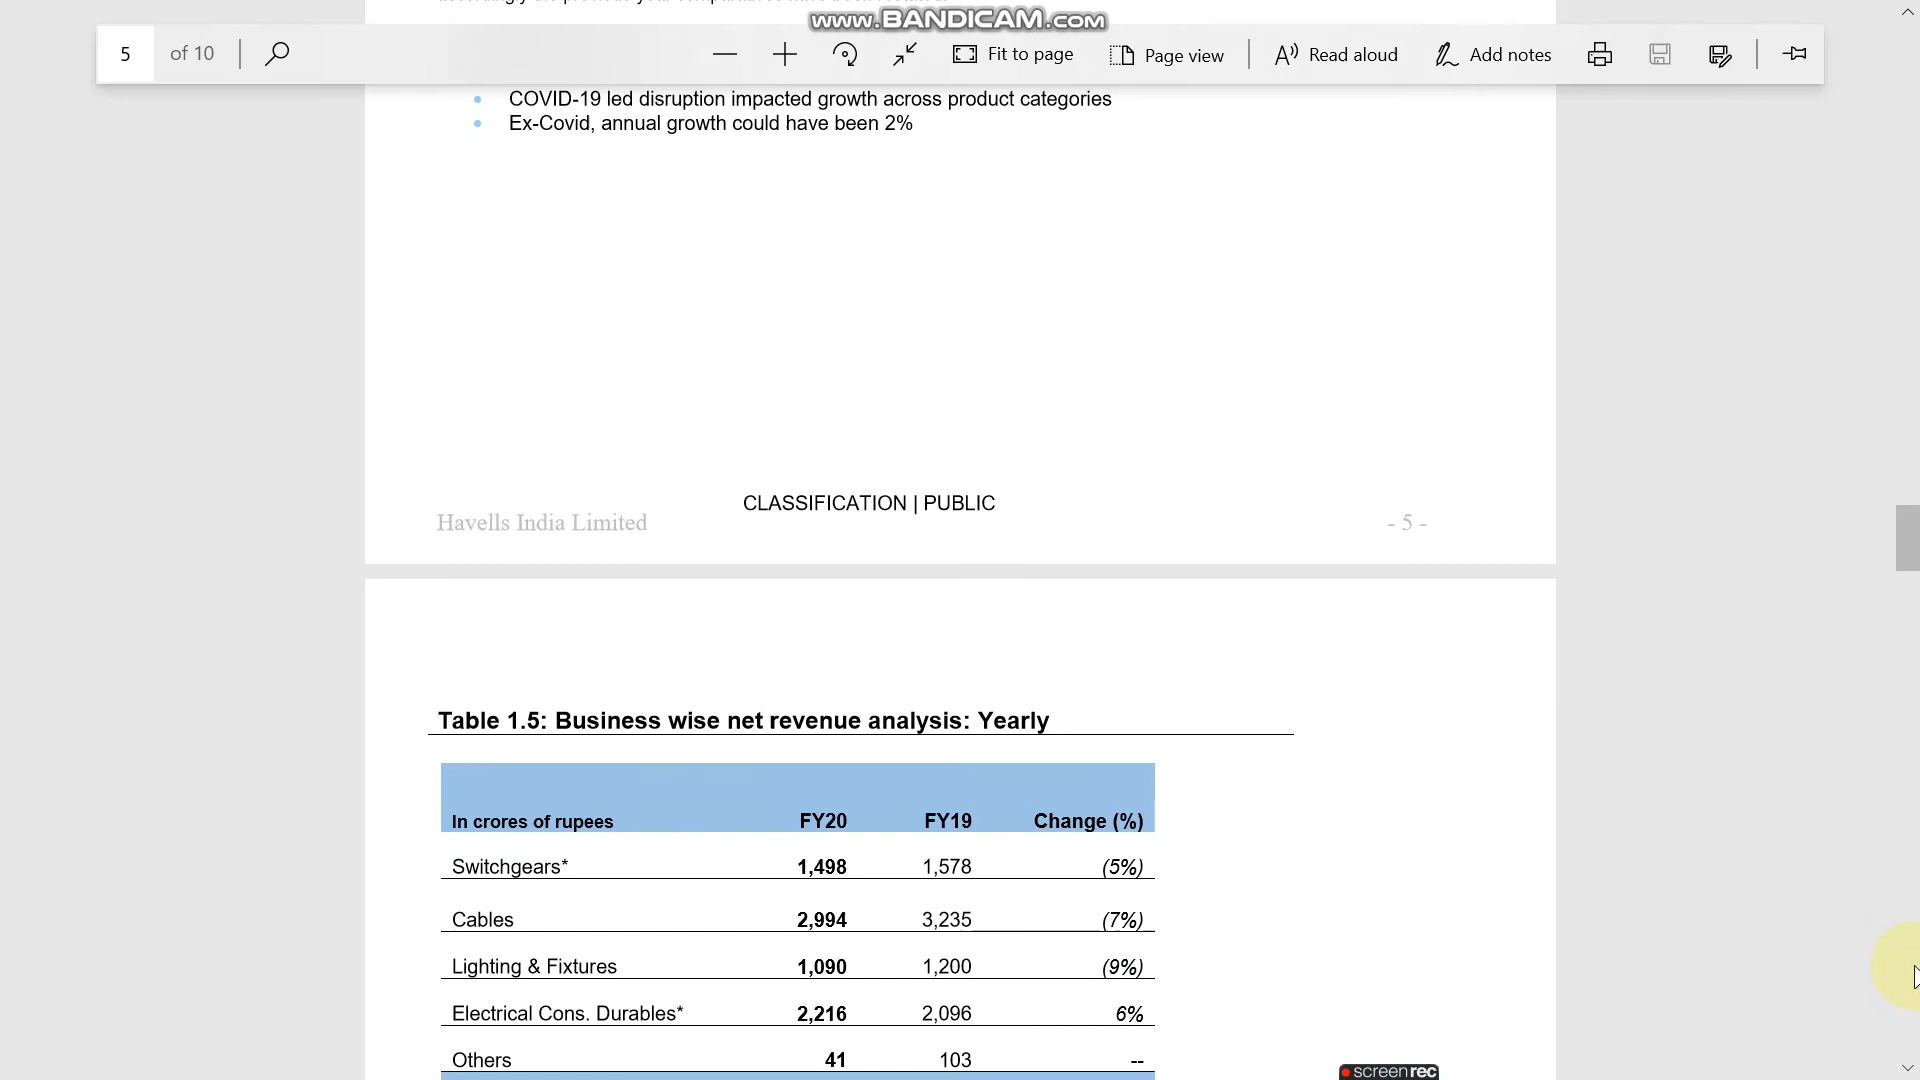 www.BANDICAM.com
5 of 10 Fit to page Page view Read aloud Add notes
COVID-19 led disruption impacted growth across product categories
Ex-Covid, annual growth could have been 2%
CLASSIFICATION | PUBLIC
Havells India Limited - 5 -
Table 1.5: Business wise net revenue analysis: Yearly
In crores of rupees FY20 FY19 Change (%)
Switchgears* 1,498 1,578 (5%)
Cables 2,994 3,235 (7%)
Lighting & Fixtures 1,090 1,200 (9%)
Electrical Cons. Durables* 2,216 2,096 6%
Others 41 103 --
screenrec